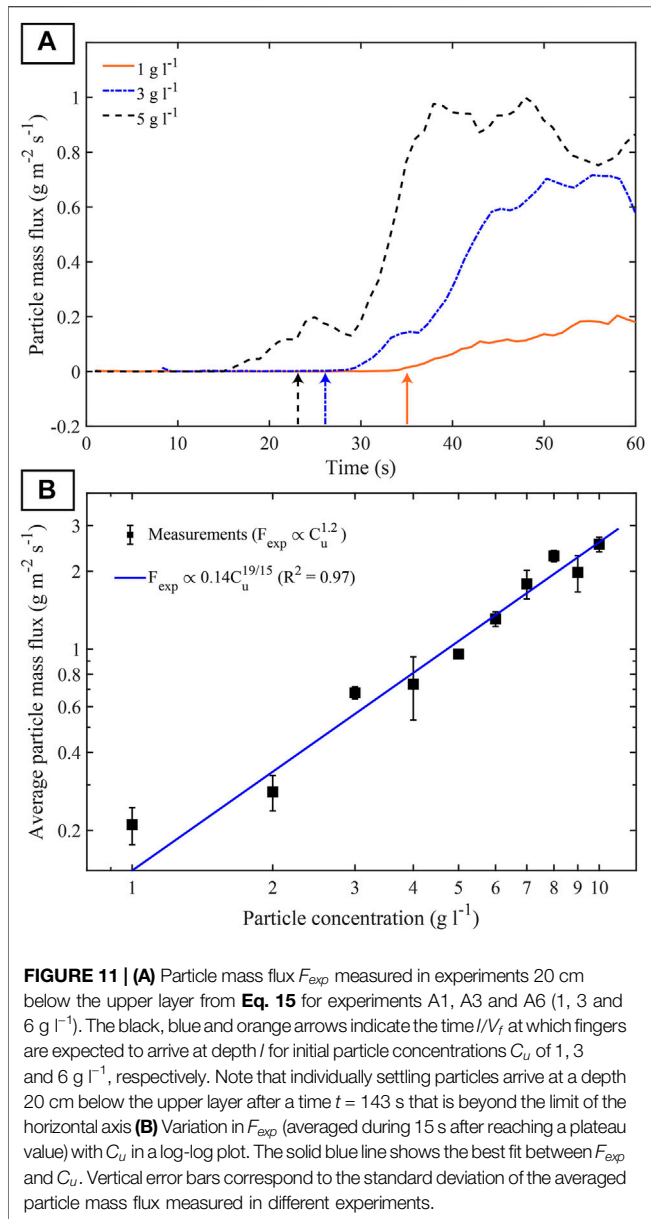 A
1 g l⁻¹
3 g l⁻¹
5 g l⁻¹
1
0.8
0.6
0.4
0.2
0
-0.2
Particle mass flux (g m⁻² s⁻¹)
0 10 20 30 40 50 60
Time (s)
B
Measurements (F_exp ∝ C_u^1.2)
F_exp ∝ 0.14C_u^19/15 (R² = 0.97)
3
2
1
0.8
0.6
0.4
0.2
Average particle mass flux (g m⁻² s⁻¹)
1 2 3 4 5 6 7 8 9 10
Particle concentration (g l⁻¹)
FIGURE 11 | (A) Particle mass flux F_exp measured in experiments 20 cm
below the upper layer from Eq. 15 for experiments A1, A3 and A6 (1, 3 and
6 g l⁻¹). The black, blue and orange arrows indicate the time l/V_f at which fingers
are expected to arrive at depth l for initial particle concentrations C_u of 1, 3
and 6 g l⁻¹, respectively. Note that individually settling particles arrive at a depth
20 cm below the upper layer after a time t = 143 s that is beyond the limit of the
horizontal axis (B) Variation in F_exp (averaged during 15 s after reaching a plateau
value) with C_u in a log-log plot. The solid blue line shows the best fit between F_exp
and C_u. Vertical error bars correspond to the standard deviation of the averaged
particle mass flux measured in different experiments.